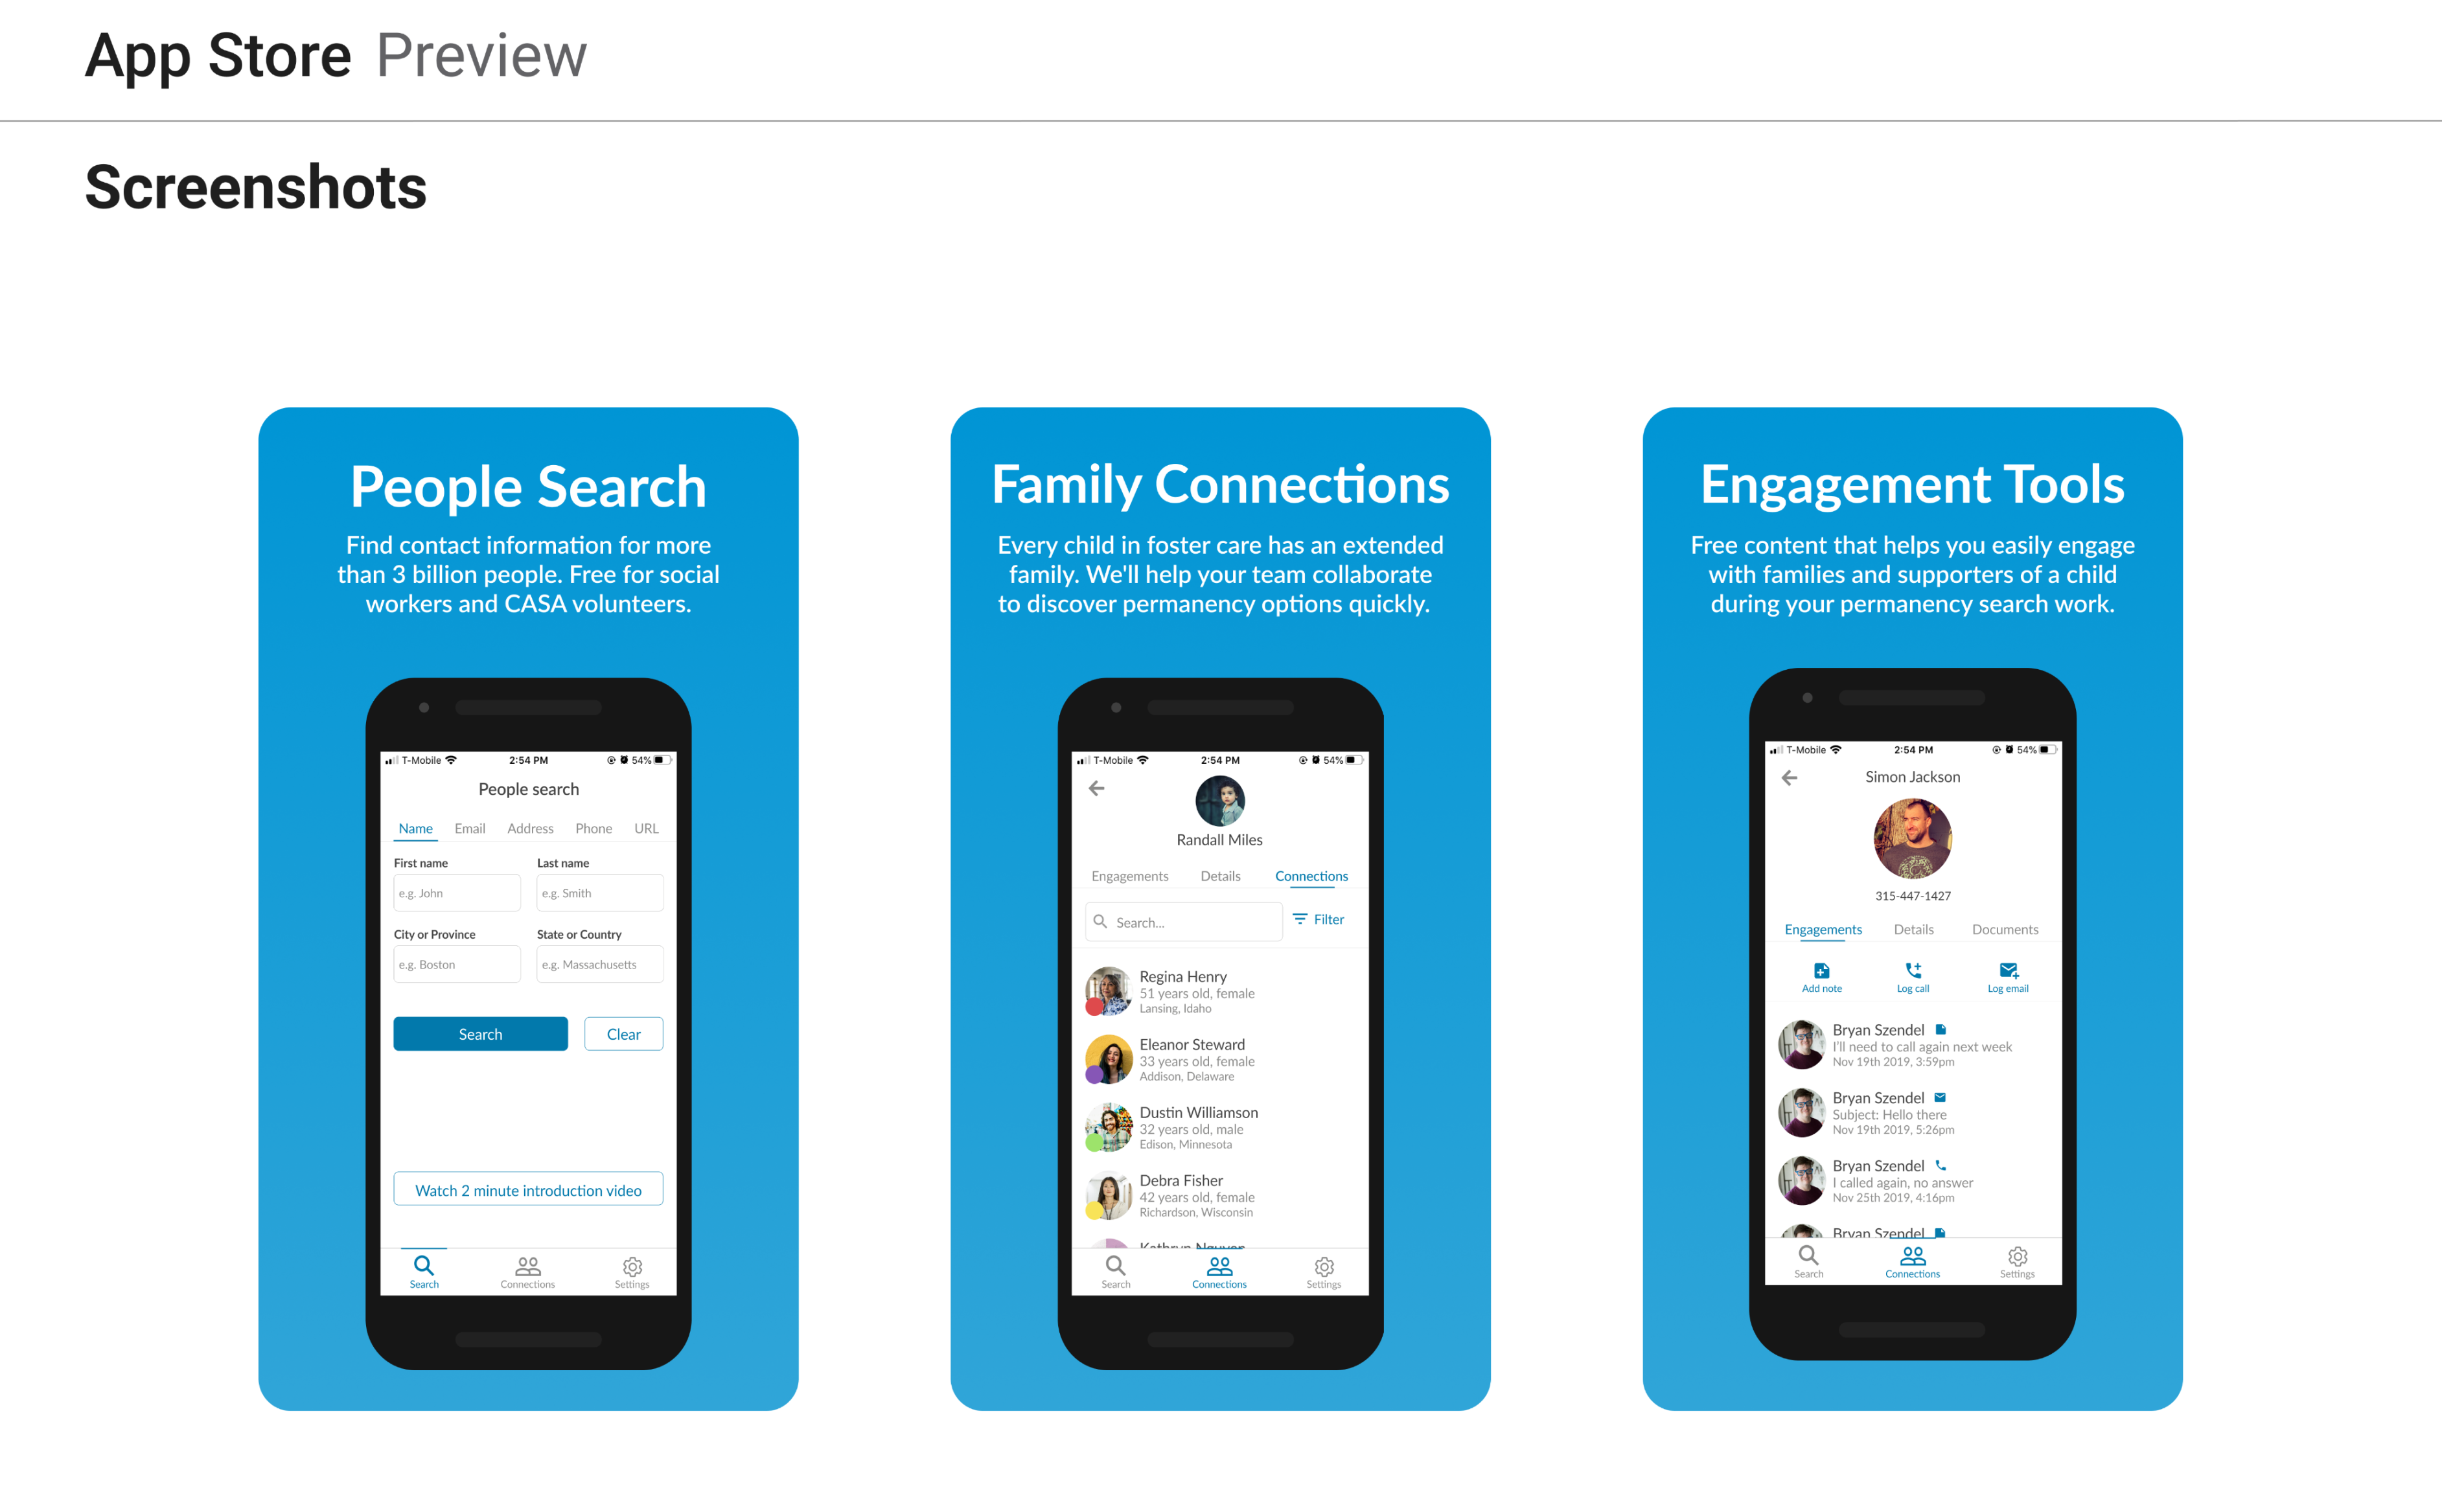 App Store Preview
Screenshots
People Search
Find contact information for more
than 3 billion people. Free for social
workers and CASA volunteers.
T-Mobile 2:54 PM 54%
People search
Name Email Address Phone URL
First name Last name
e.g. John e.g. Smith
City or Province State or Country
e.g. Boston e.g. Massachusetts
Search Clear
Watch 2 minute introduction video
Search Connections Settings
Family Connections
Every child in foster care has an extended
family. We'll help your team collaborate
to discover permanency options quickly.
T-Mobile 2:54 PM 54%
Randall Miles
Engagements Details Connections
Search... Filter
Regina Henry
51 years old, female
Lansing, Idaho
Eleanor Steward
33 years old, female
Addison, Delaware
Dustin Williamson
32 years old, male
Edison, Minnesota
Debra Fisher
42 years old, female
Richardson, Wisconsin
Kathryn Nguyen
Search Connections Settings
Engagement Tools
Free content that helps you easily engage
with families and supporters of a child
during your permanency search work.
T-Mobile 2:54 PM 54%
Simon Jackson
315-447-1427
Engagements Details Documents
Add note Log call Log email
Bryan Szendel
I'll need to call again next week
Nov 19th 2019, 3:59pm
Bryan Szendel
Subject: Hello there
Nov 19th 2019, 5:26pm
Bryan Szendel
I called again, no answer
Nov 25th 2019, 4:16pm
Bryan Szendel
Search Connections Settings